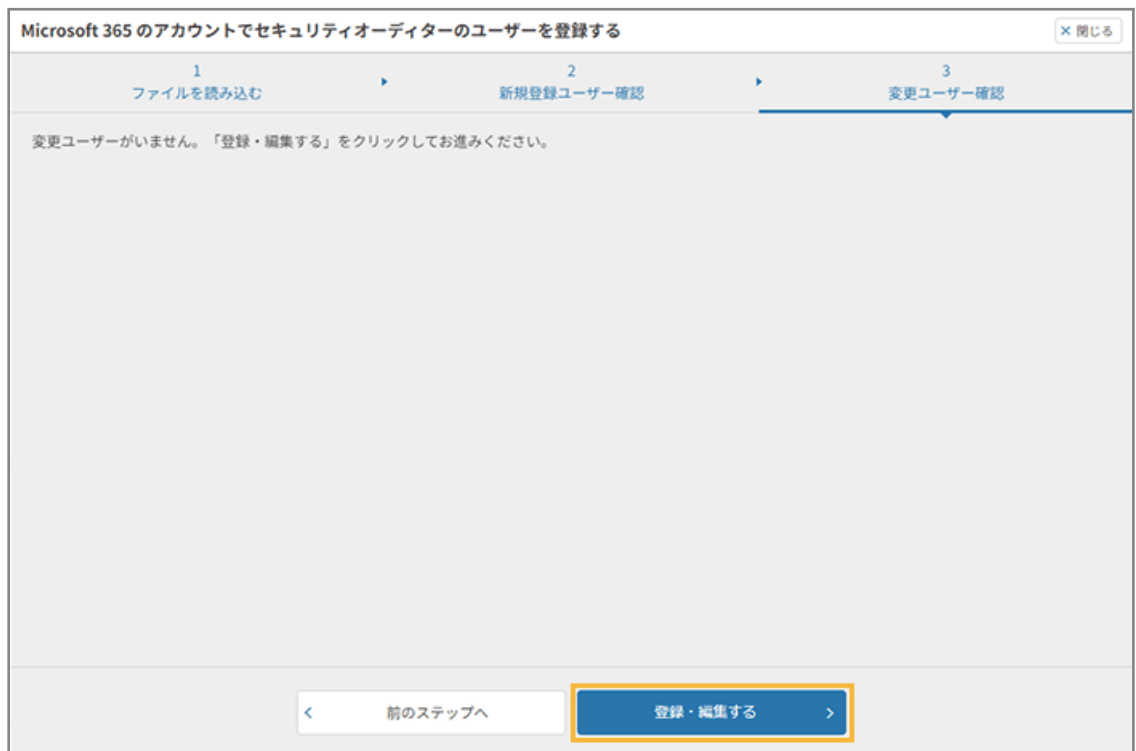 Microsoft 365 のアカウントでセキュリティオーディターのユーザーを登録する
× 閉じる
1
ファイルを読み込む
2
新規登録ユーザー確認
3
変更ユーザー確認
変更ユーザーがいません。「登録・編集する」をクリックしてお進みください。
前のステップへ
登録・編集する